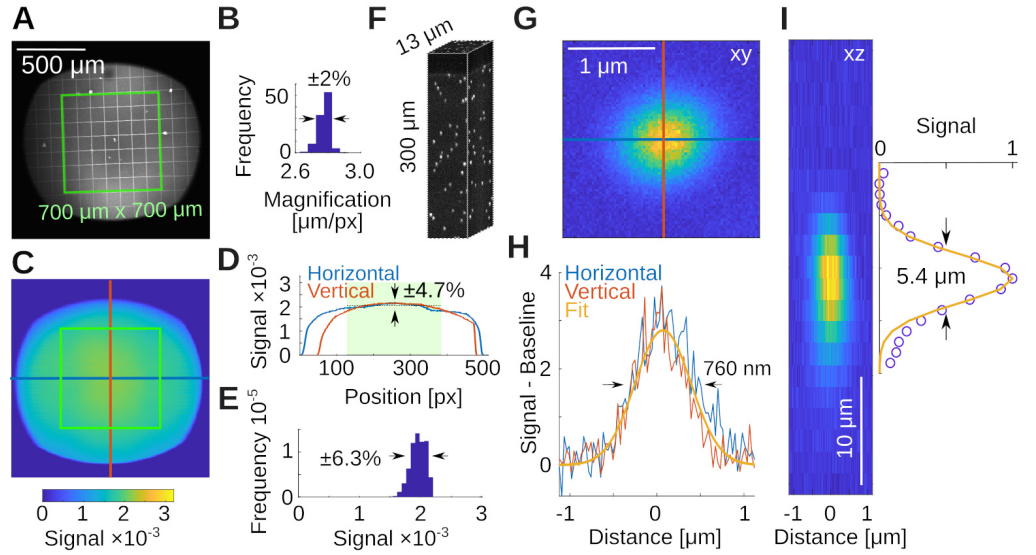 A
500 µm
700 µm x 700 µm
B
Frequency
50
0
±2%
2.6
3.0
Magnification
[µm/px]
C
0
1
2
3
Signal ×10⁻³
D
Signal ×10⁻³
Horizontal
Vertical
±4.7%
3
2
1
0
0
100
300
500
Position [px]
E
Frequency 10⁻⁵
1
0
±6.3%
0
1
2
3
Signal ×10⁻³
F
13 µm
300 µm
G
1 µm
xy
H
Signal - Baseline
4
2
0
Horizontal
Vertical
Fit
760 nm
-1
0
1
Distance [µm]
I
xz
10 µm
-1
0
1
Distance [µm]
Signal
0
1
5.4 µm